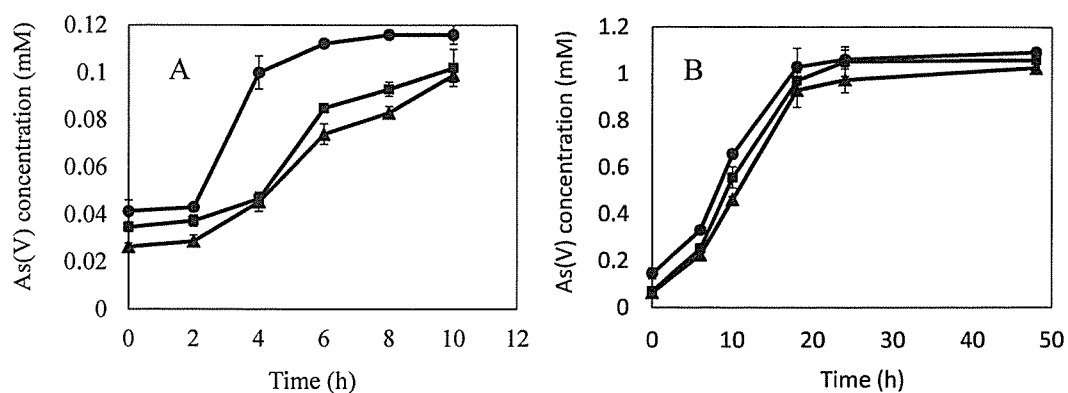 As(V) concentration (mM)
0.12
0.1
0.08
0.06
0.04
0.02
0
A
0 2 4 6 8 10 12
Time (h)
As(V) concentration (mM)
1.2
1
0.8
0.6
0.4
0.2
0
B
0 10 20 30 40 50
Time (h)